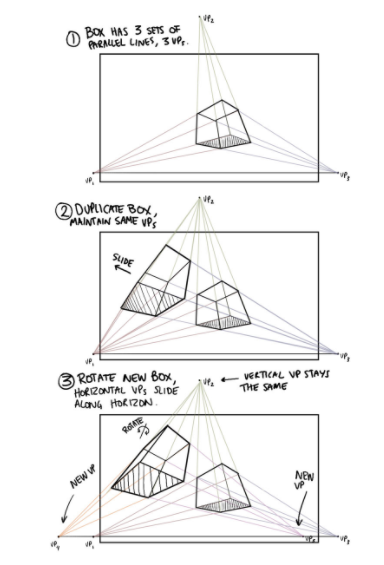 ① BOX HAS 3 SETS OF
PARALLEL LINES, 3 VPs.
VP₂
VP₁
VP₃
② DUPLICATE BOX,
MAINTAIN SAME VPs
VP₂
SLIDE
VP₁
VP₃
③ ROTATE NEW BOX,
HORIZONTAL VPs SLIDE
ALONG HORIZON.
VP₂
VERTICAL VP STAYS
THE SAME
ROTATE
NEW VP
NEW
VP
VP₄
VP₁
VP₅
VP₃